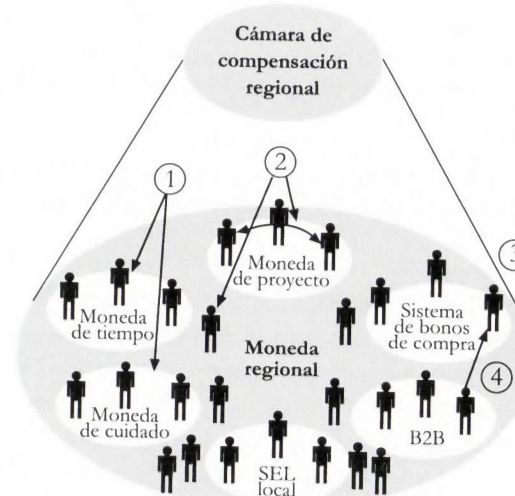 Cámara de
compensación
regional
1
2
3
Moneda
de proyecto
Moneda
de tiempo
Sistema
de bonos
de compra
Moneda
regional
4
Moneda
de cuidado
B2B
SEL
local